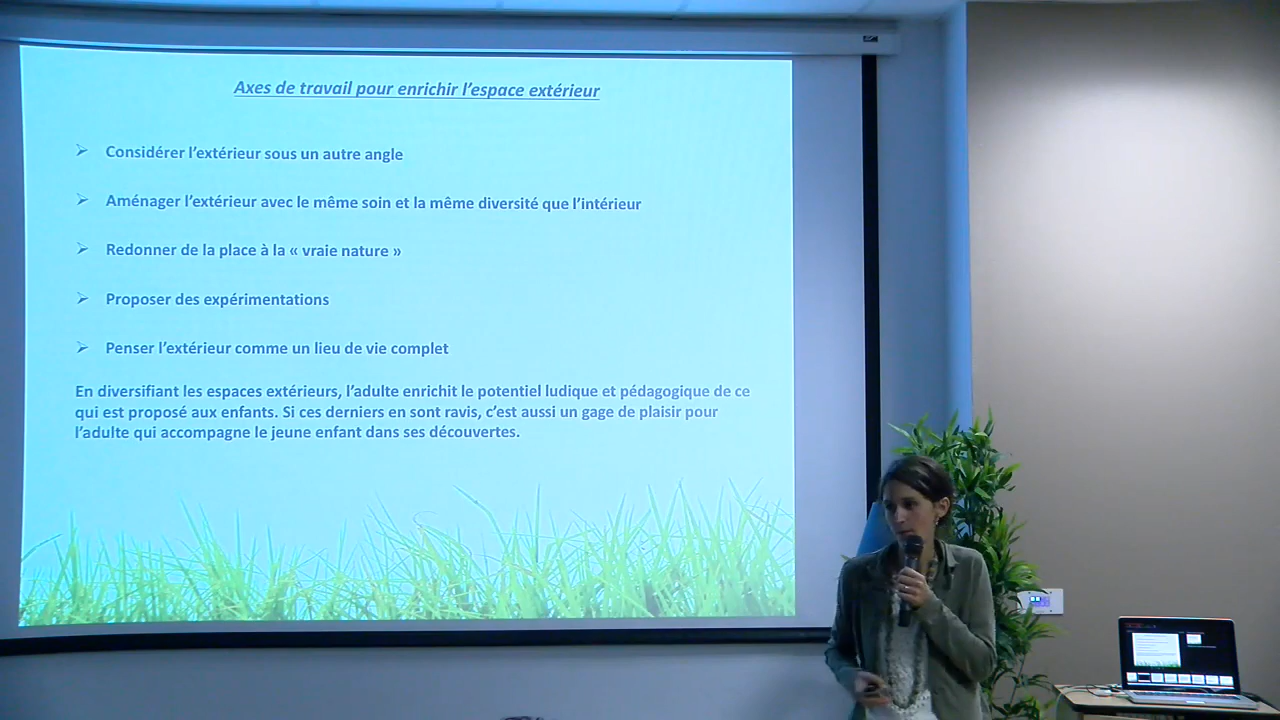 Axes de travail pour enrichir l'espace extérieur
Considérer l'extérieur sous un autre angle
Aménager l'extérieur avec le même soin et la même diversité que l'intérieur
Redonner de la place à la « vraie nature »
Proposer des expérimentations
Penser l'extérieur comme un lieu de vie complet
En diversifiant les espaces extérieurs, l'adulte enrichit le potentiel ludique et pédagogique de ce
qui est proposé aux enfants. Si ces derniers en sont ravis, c'est aussi un gage de plaisir pour
l'adulte qui accompagne le jeune enfant dans ses découvertes.